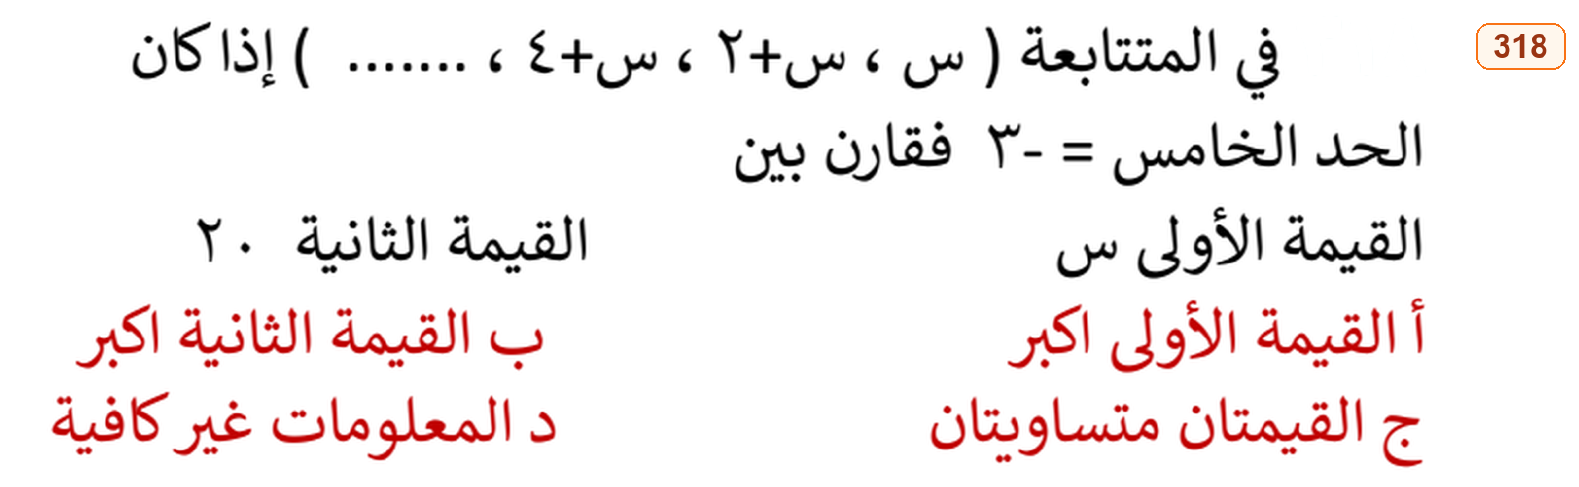 318
في المتتابعة ( س ، س+٢ ، س+٤ ، ....... ) إذا كان
الحد الخامس = -٣ فقارن بين
القيمة الأولى س القيمة الثانية ٢٠
أ القيمة الأولى اكبر ب القيمة الثانية اكبر
ج القيمتان متساويتان د المعلومات غير كافية